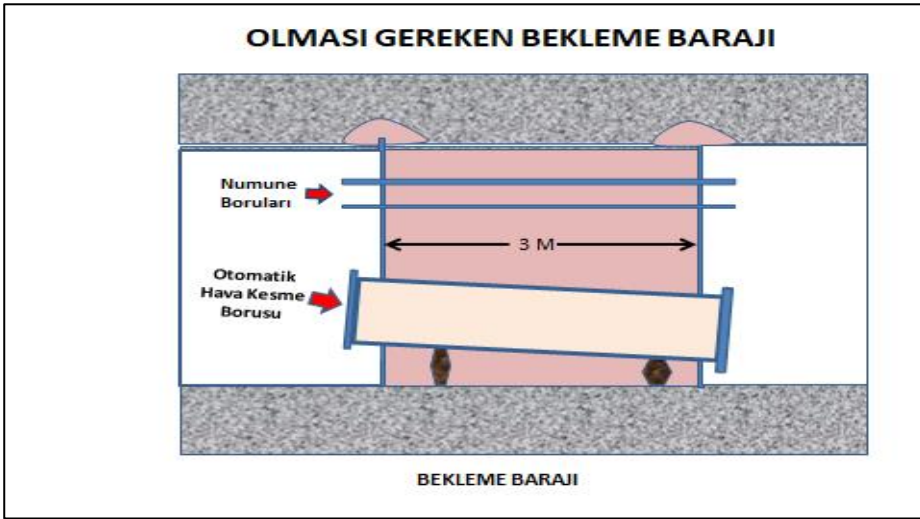 OLMASI GEREKEN BEKLEME BARAJI
Numune
Boruları
3 M
Otomatik
Hava Kesme
Borusu
BEKLEME BARAJI